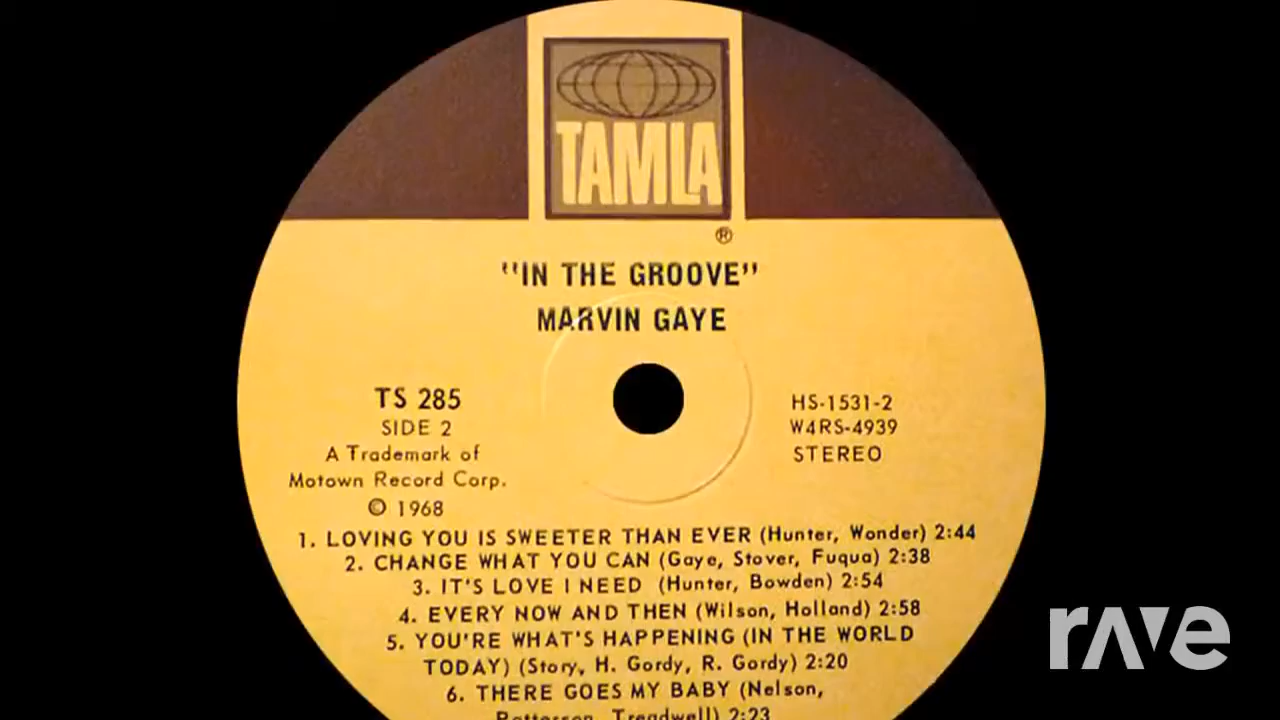 TAMLA
®
"IN THE GROOVE"
MARVIN GAYE
TS 285
SIDE 2
A Trademark of
Motown Record Corp.
© 1968
HS-1531-2
W4RS-4939
STEREO
1. LOVING YOU IS SWEETER THAN EVER (Hunter, Wonder) 2:44
2. CHANGE WHAT YOU CAN (Gaye, Stover, Fuqua) 2:38
3. IT'S LOVE I NEED (Hunter, Bowden) 2:54
4. EVERY NOW AND THEN (Wilson, Holland) 2:58
5. YOU'RE WHAT'S HAPPENING (IN THE WORLD
TODAY) (Story, H. Gordy, R. Gordy) 2:20
6. THERE GOES MY BABY (Nelson,
Patterson, Treadwell) 2:23
rave